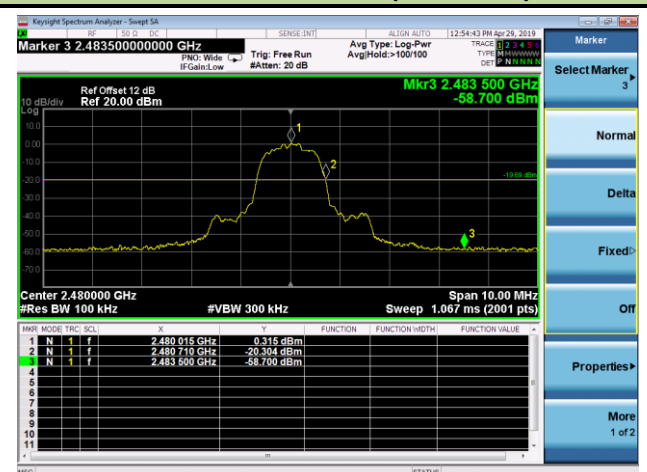 Keysight Spectrum Analyzer - Swept SA
RF 50 Ω DC SENSE:INT ALIGN AUTO 12:54:43 PM Apr 29, 2019
Marker 3 2.483500000000 GHz
PNO: Wide
IFGain:Low
Trig: Free Run
#Atten: 20 dB
Avg Type: Log-Pwr
Avg|Hold:>100/100
TRACE 1 2 3 4 5 6
TYPE MMWWWW
DET P NNNNN
Marker
Select Marker
3
Normal
Delta
Fixed
Off
Properties
More
1 of 2
Ref Offset 12 dB
10 dB/div Ref 20.00 dBm
Log
Mkr3 2.483 500 GHz
-58.700 dBm
10.0
0.00
-10.0
-20.0
-30.0
-40.0
-50.0
-60.0
-70.0
1
2
3
-19.69 dBm
Center 2.480000 GHz Span 10.00 MHz
#Res BW 100 kHz #VBW 300 kHz Sweep 1.067 ms (2001 pts)
MKR MODE TRC SCL X Y FUNCTION FUNCTION WIDTH FUNCTION VALUE
1 N 1 f 2.480 015 GHz 0.315 dBm
2 N 1 f 2.480 710 GHz -20.304 dBm
3 N 1 f 2.483 500 GHz -58.700 dBm
4
5
6
7
8
9
10
11